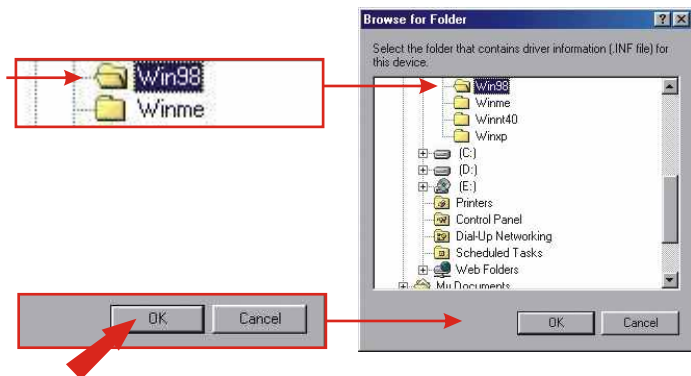 Win98
Winme
OK
Cancel
Browse for Folder
Select the folder that contains driver information (.INF file) for
this device.
Win98
Winme
Winnt40
Winxp
(C:)
(D:)
(E:)
Printers
Control Panel
Dial-Up Networking
Scheduled Tasks
Web Folders
My Documents
OK
Cancel